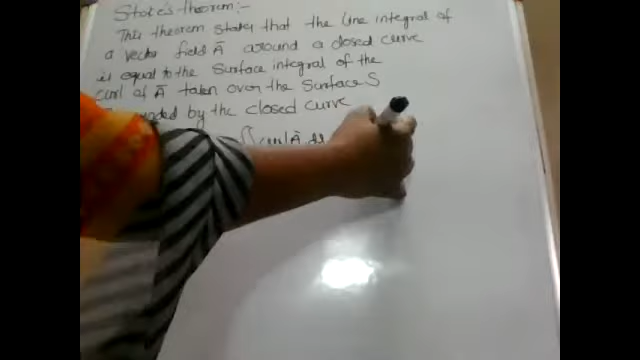 Stoke's theorem:-
This theorem states that the line integral of
a vector field Ā around a closed curve
is equal to the surface integral of the
curl of Ā taken over the surface S
by the closed curve
∬ curl Ā